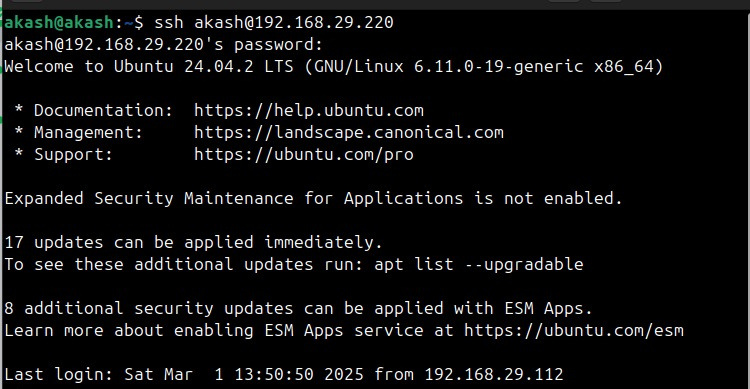 akash@akash:~$ ssh akash@192.168.29.220
akash@192.168.29.220's password:
Welcome to Ubuntu 24.04.2 LTS (GNU/Linux 6.11.0-19-generic x86_64)

 * Documentation:  https://help.ubuntu.com
 * Management:     https://landscape.canonical.com
 * Support:        https://ubuntu.com/pro

Expanded Security Maintenance for Applications is not enabled.

17 updates can be applied immediately.
To see these additional updates run: apt list --upgradable

8 additional security updates can be applied with ESM Apps.
Learn more about enabling ESM Apps service at https://ubuntu.com/esm

Last login: Sat Mar  1 13:50:50 2025 from 192.168.29.112